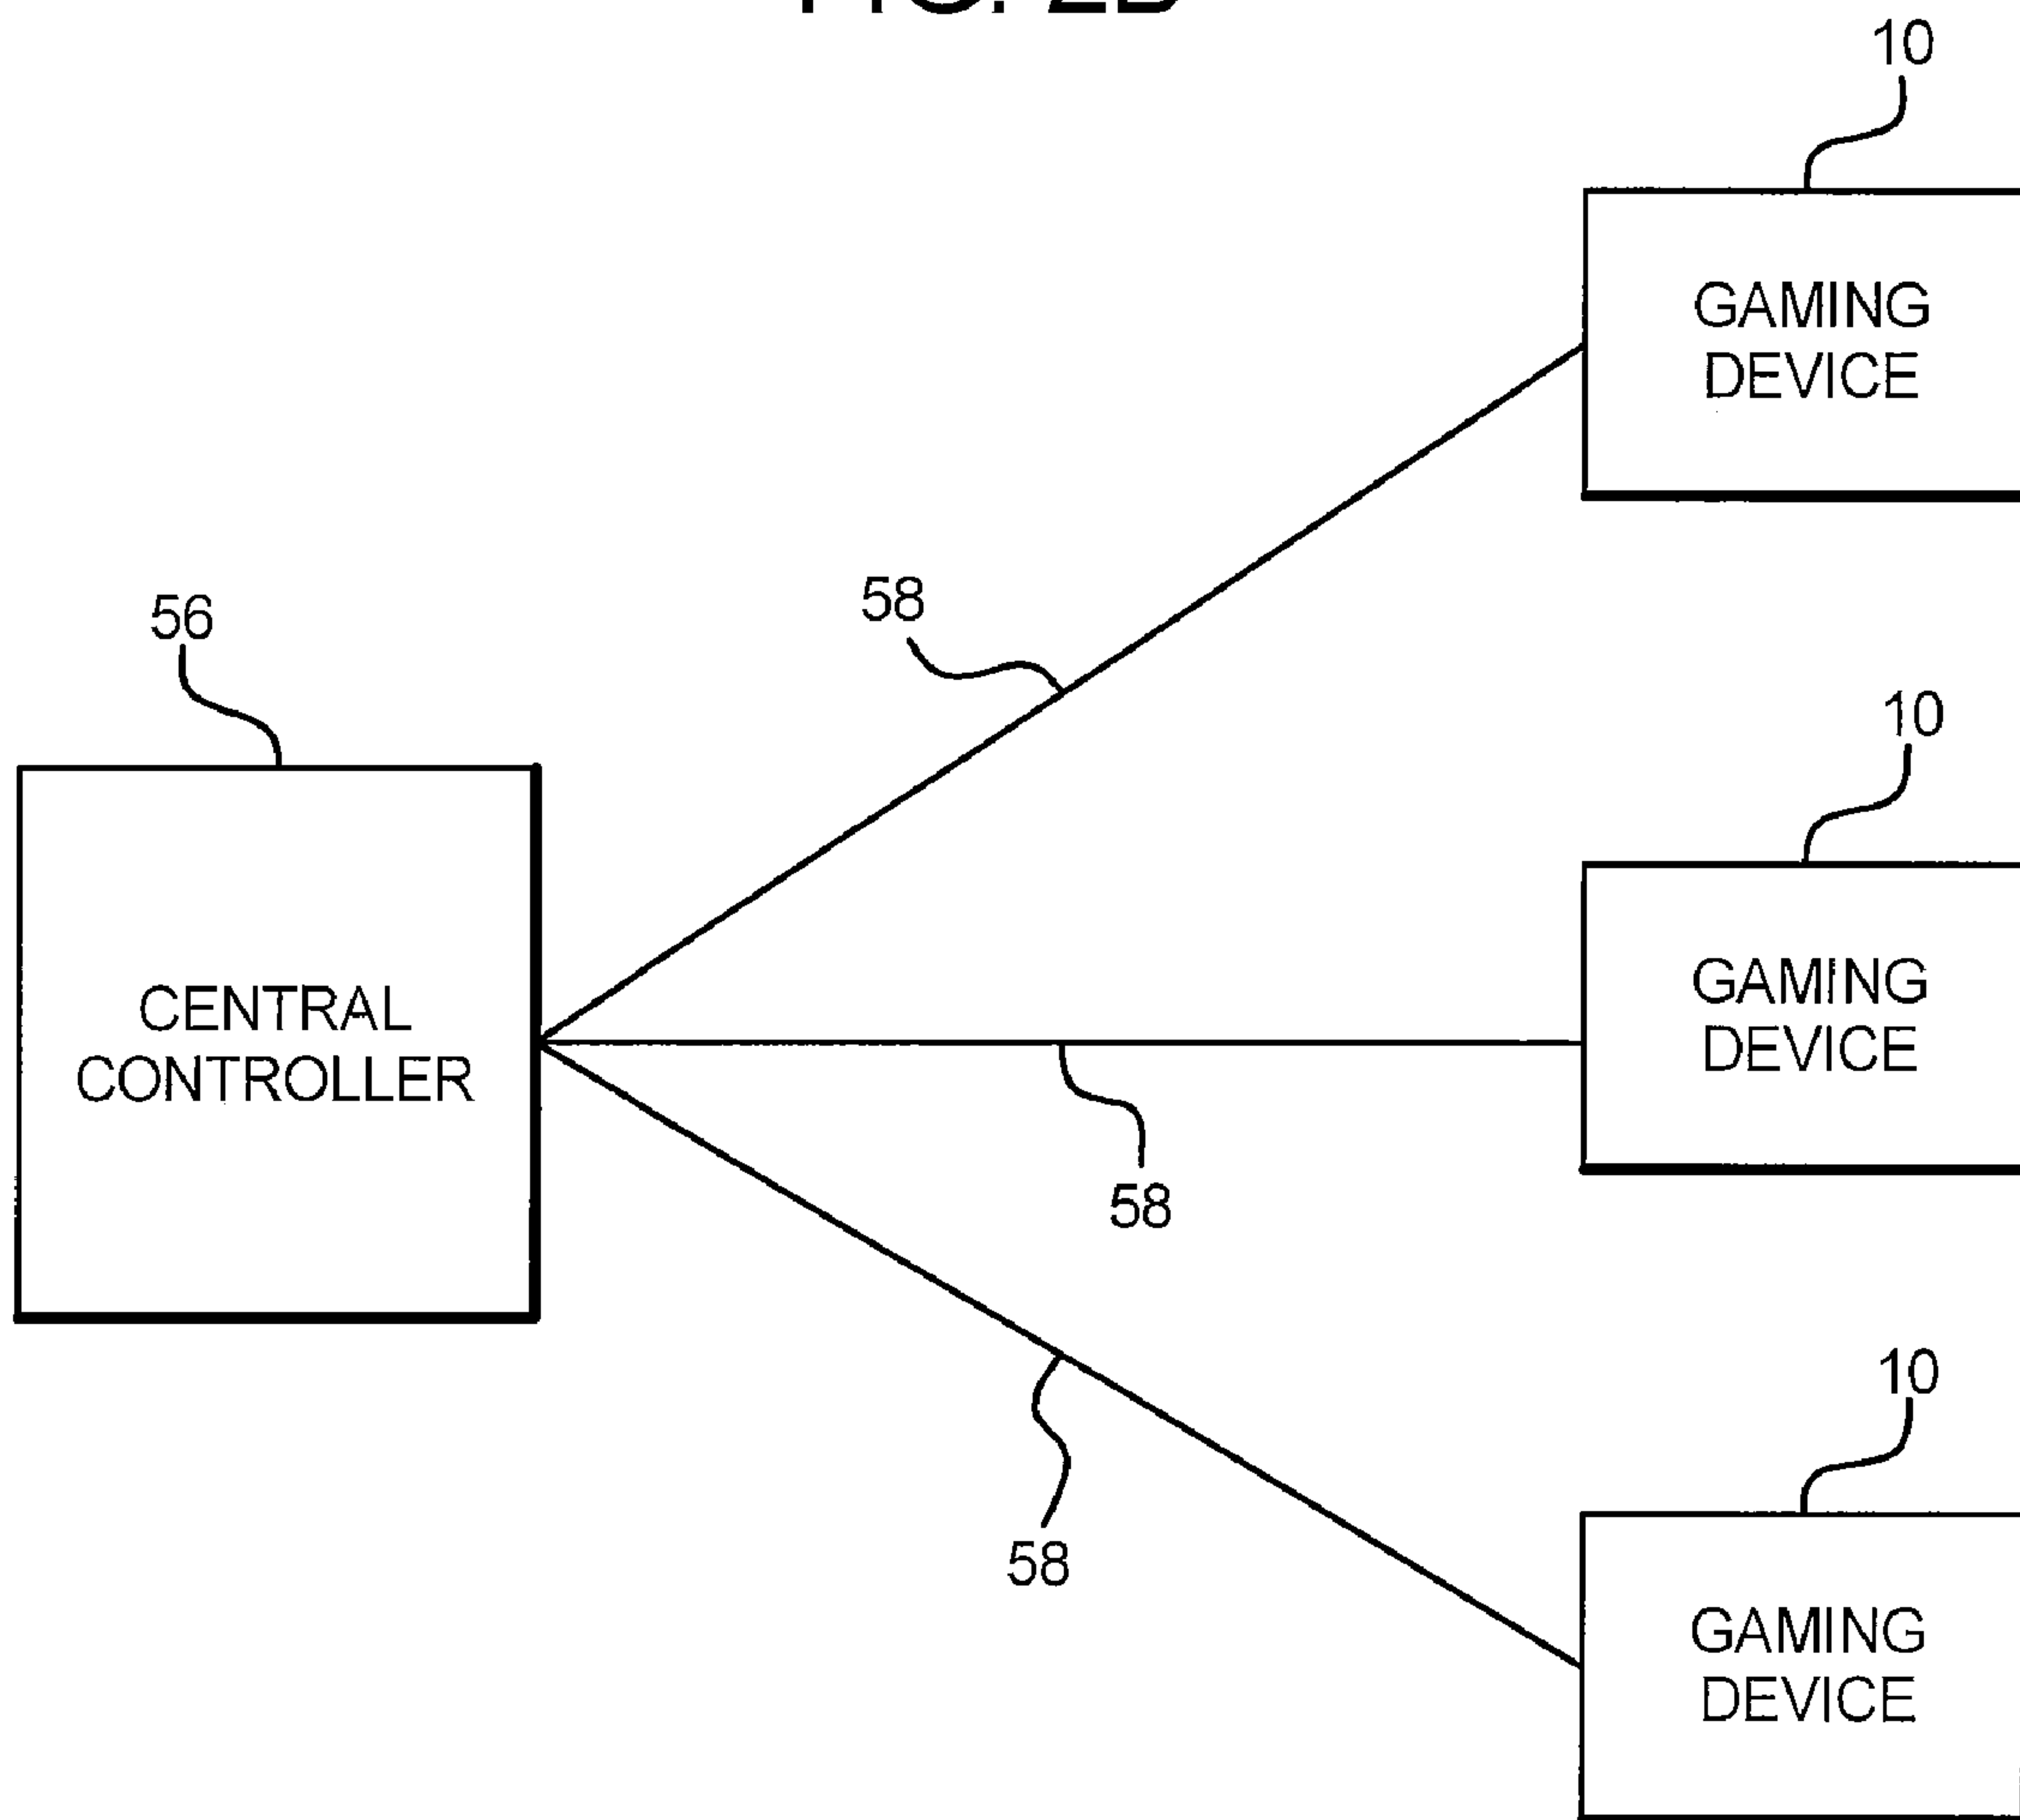 10
GAMING
DEVICE
58
56
10
CENTRAL
CONTROLLER
GAMING
DEVICE
58
10
58
GAMING
DEVICE